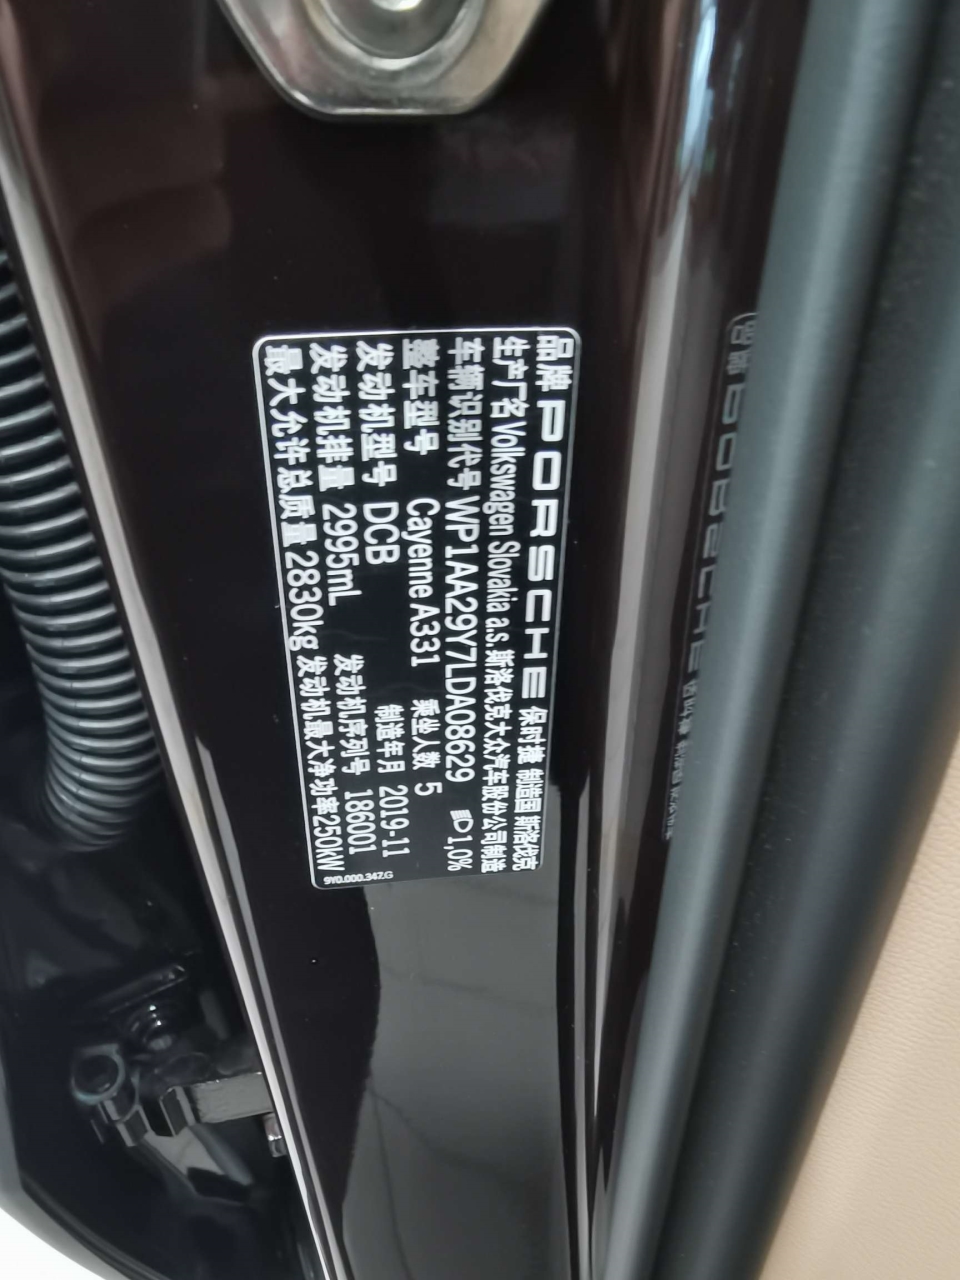 品牌 PORSCHE 保时捷 制造国 斯洛伐克
生产厂名 Volkswagen Slovakia a.s. 斯洛伐克大众汽车股份公司制造
车辆识别代号 WP1AA29Y7LDA08629 1,0%
整车型号 Cayenne A331 乘坐人数 5
发动机型号 DCB 制造年月 2019-11
发动机排量 2995mL 发动机序列号 186001
最大允许总质量 2830kg 发动机最大净功率250kW
9Y0.000.347.G